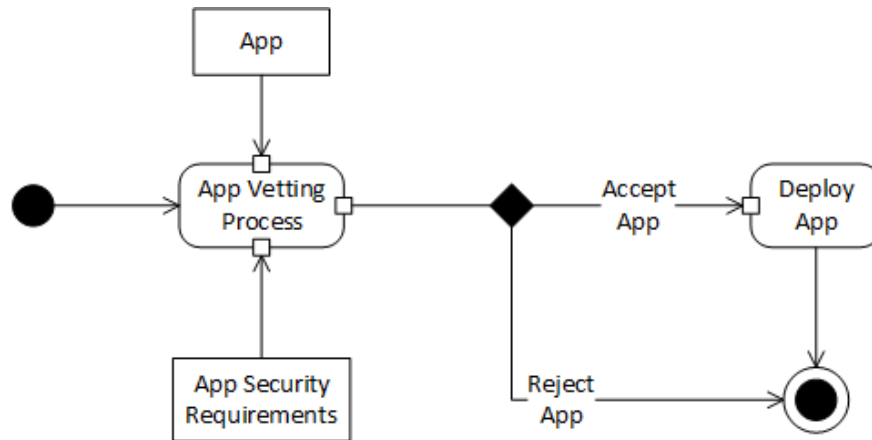 App
App Vetting
Process
Accept
App
Deploy
App
App Security
Requirements
Reject
App